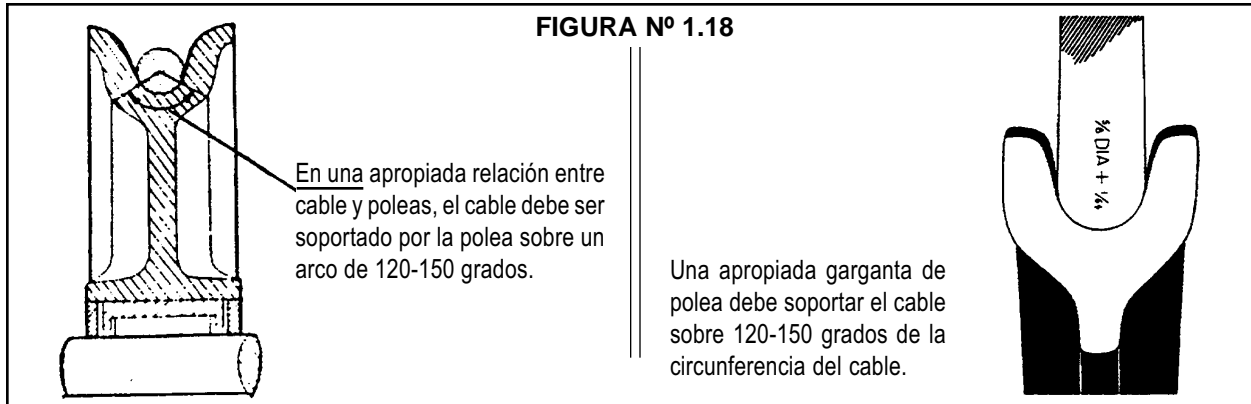 FIGURA Nº 1.18
En una apropiada relación entre
cable y poleas, el cable debe ser
soportado por la polea sobre un
arco de 120-150 grados.
Una apropiada garganta de
polea debe soportar el cable
sobre 120-150 grados de la
circunferencia del cable.
DIA +